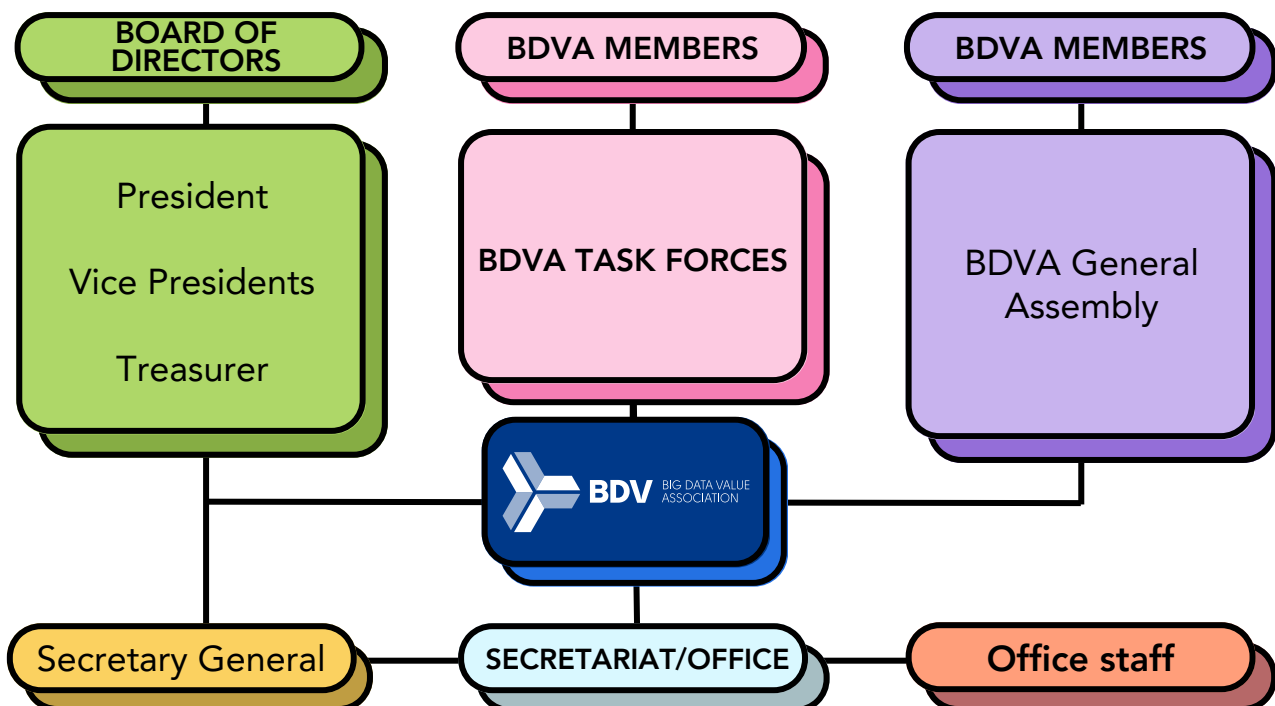 BOARD OF
DIRECTORS
BDVA MEMBERS
BDVA MEMBERS
President
Vice Presidents
Treasurer
BDVA TASK FORCES
BDVA General
Assembly
BDV
BIG DATA VALUE
ASSOCIATION
Secretary General
SECRETARIAT/OFFICE
Office staff